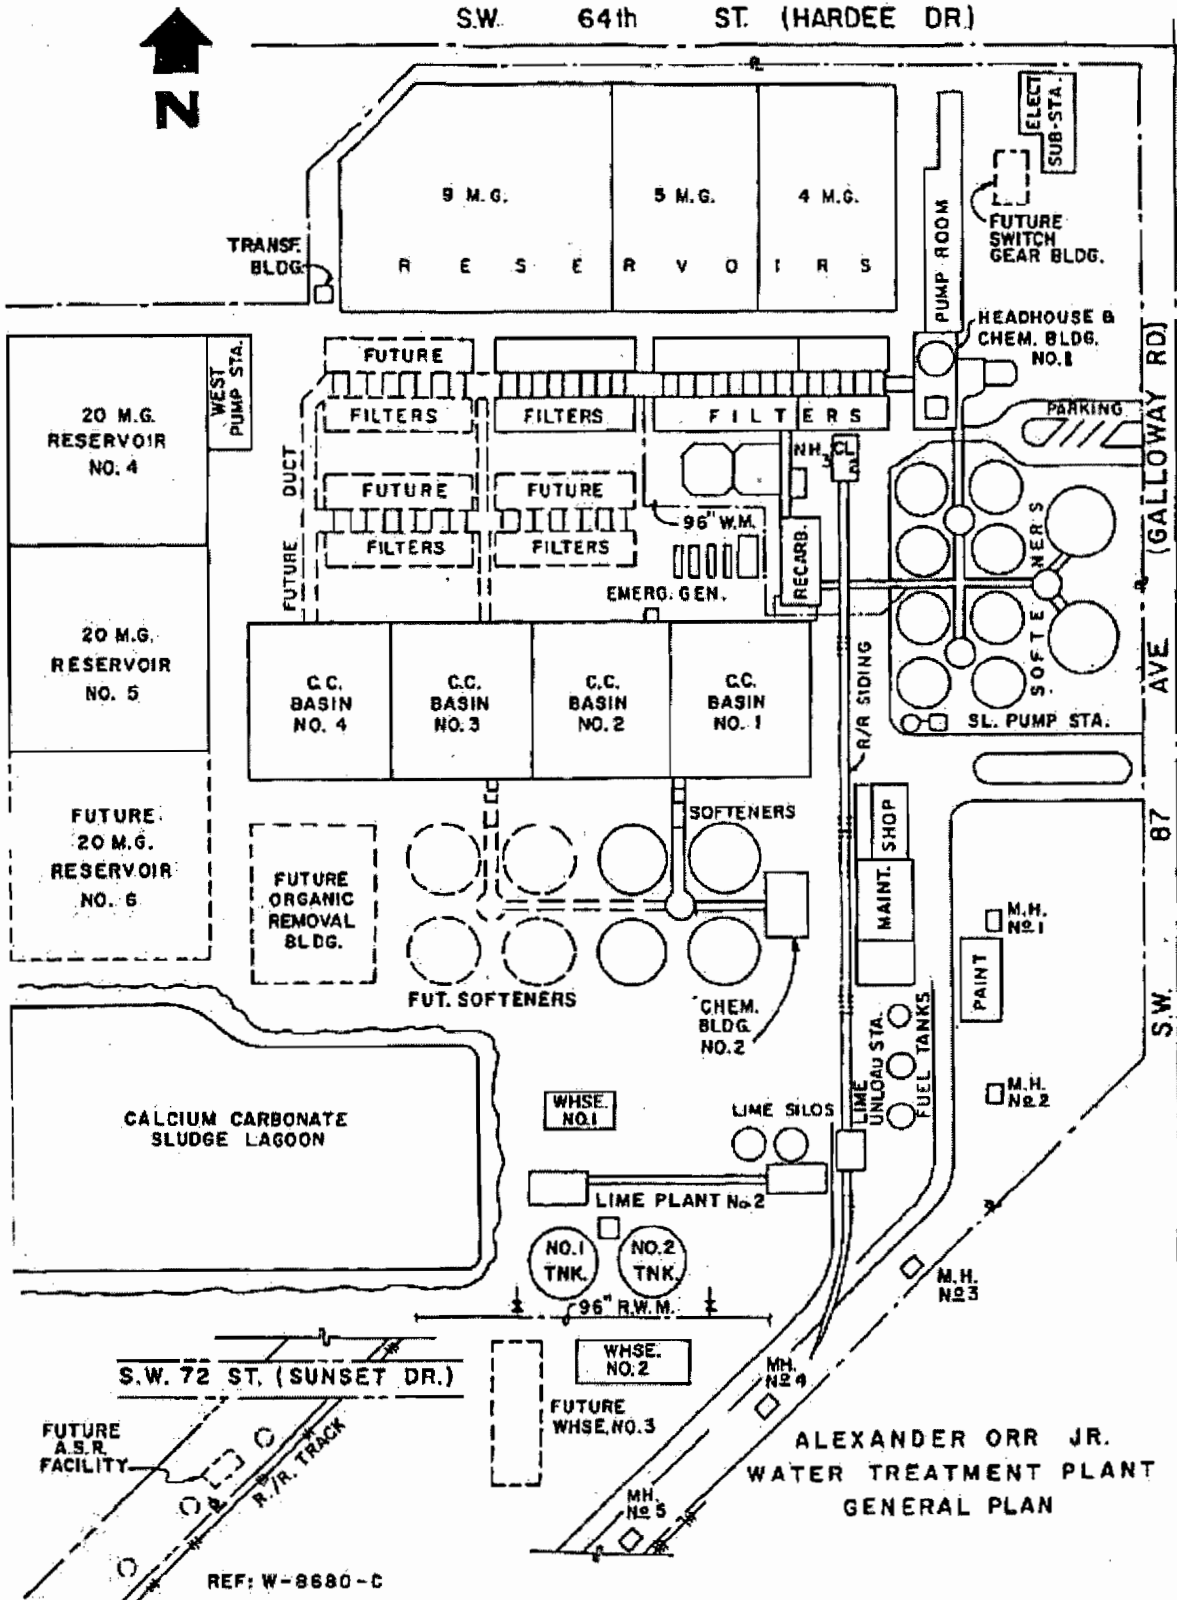 S.W. 64th ST. (HARDEE DR.)
N
ELECT
SUB-STA.
9 M.G.
5 M.G.
4 M.G.
RESERVOIRS
PUMP ROOM
FUTURE
SWITCH
GEAR BLDG.
TRANSF.
BLDG.
HEADHOUSE &
CHEM. BLDG.
NO.1
WEST
PUMP STA.
FUTURE
FILTERS
FILTERS
FILTERS
PARKING
20 M.G.
RESERVOIR
NO. 4
FUTURE DUCT
FUTURE
FILTERS
FUTURE
FILTERS
NH3
CL2
96" W.M.
RECARB.
EMERG. GEN.
SOFTENERS
S.W. 87 AVE (GALLOWAY RD.)
20 M.G.
RESERVOIR
NO. 5
C.C.
BASIN
NO. 4
C.C.
BASIN
NO.3
C.C.
BASIN
NO.2
C.C.
BASIN
NO. 1
R/R SIDING
SL. PUMP STA.
FUTURE
20 M.G.
RESERVOIR
NO. 6
FUTURE
ORGANIC
REMOVAL
BLDG.
SOFTENERS
SHOP
MAINT.
M.H.
No 1
PAINT
FUT. SOFTENERS
CHEM.
BLDG.
NO.2
LIME
UNLOAD STA.
FUEL TANKS
M.H.
No 2
CALCIUM CARBONATE
SLUDGE LAGOON
WHSE.
NO.1
LIME SILOS
LIME PLANT No 2
NO.1
TNK.
NO.2
TNK.
M.H.
No 3
96" R.W.M.
S.W. 72 ST. (SUNSET DR.)
WHSE.
NO.2
MH.
No 4
FUTURE
WHSE. NO.3
FUTURE
A.S.R.
FACILITY
R./R. TRACK
MH.
No 5
ALEXANDER ORR JR.
WATER TREATMENT PLANT
GENERAL PLAN
REF: W-8680-C